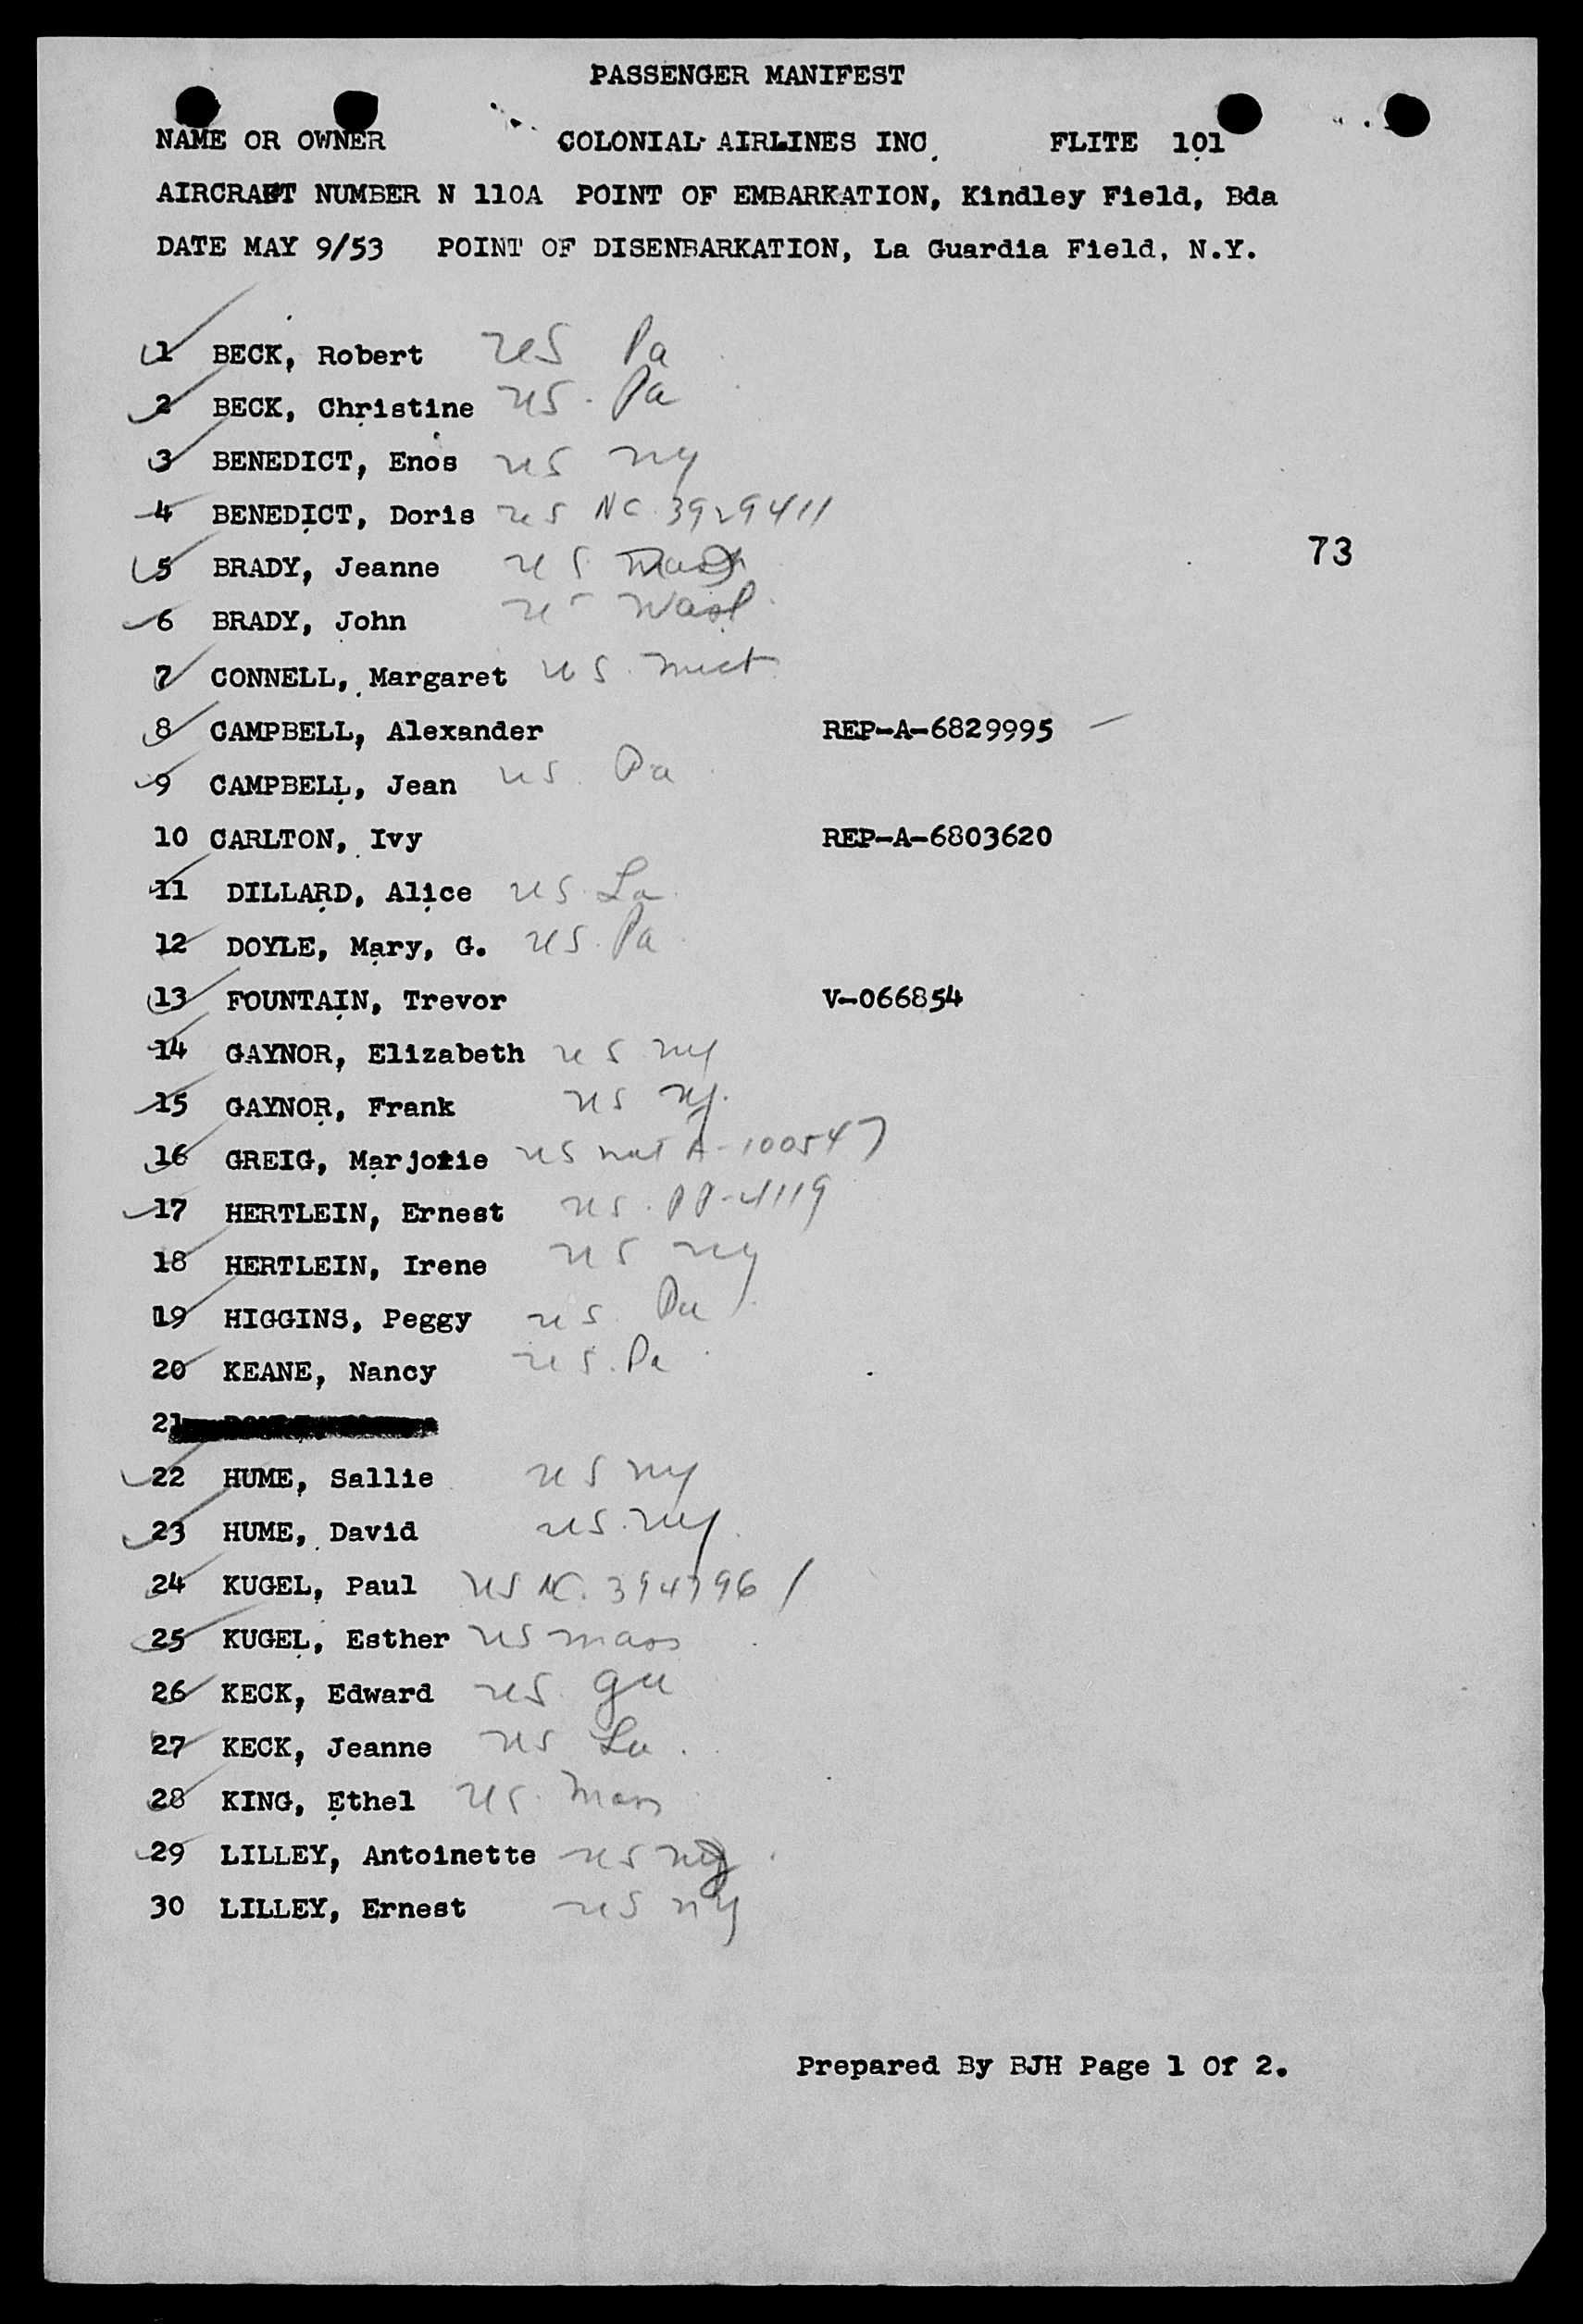 PASSENGER MANIFEST
NAME OR OWNER COLONIAL AIRLINES INC. FLITE 101
AIRCRAFT NUMBER N 110A POINT OF EMBARKATION, Kindley Field, Bda
DATE MAY 9/53 POINT OF DISENBARKATION, La Guardia Field, N.Y.
1 BECK, Robert US Pa
2 BECK, Christine US. Pa
3 BENEDICT, Enos US ny
4 BENEDICT, Doris US NC 3929411
73
5 BRADY, Jeanne US
6 BRADY, John US Wash
7 CONNELL, Margaret US
8 CAMPBELL, Alexander REP-A-6829995
9 CAMPBELL, Jean US. Pa
10 CARLTON, Ivy REP-A-6803620
11 DILLARD, Alice US La
12 DOYLE, Mary, G. US. Pa
13 FOUNTAIN, Trevor V-066854
14 GAYNOR, Elizabeth US ny
15 GAYNOR, Frank US
16 GREIG, Marjorie US nat A-100547
17 HERTLEIN, Ernest US. PP-4119
18 HERTLEIN, Irene US ny
19 HIGGINS, Peggy US Pa
20 KEANE, Nancy US. Pa
21
22 HUME, Sallie US ny
23 HUME, David US. ny
24 KUGEL, Paul US NC. 3947961
25 KUGEL, Esther US mass
26 KECK, Edward US ga
27 KECK, Jeanne US La.
28 KING, Ethel US. Mass
29 LILLEY, Antoinette US ny
30 LILLEY, Ernest US ny
Prepared By BJH Page 1 Of 2.